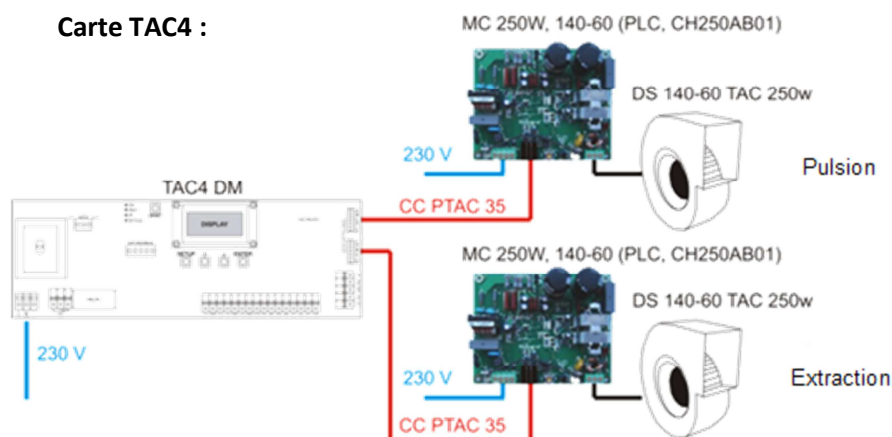 Carte TAC4 :
MC 250W, 140-60 (PLC, CH250AB01)
DS 140-60 TAC 250w
230 V
Pulsion
TAC4 DM
CC PTAC 35
DISPLAY
SETUP
ENTER
MC 250W, 140-60 (PLC, CH250AB01)
DS 140-60 TAC 250w
230 V
230 V
Extraction
CC PTAC 35